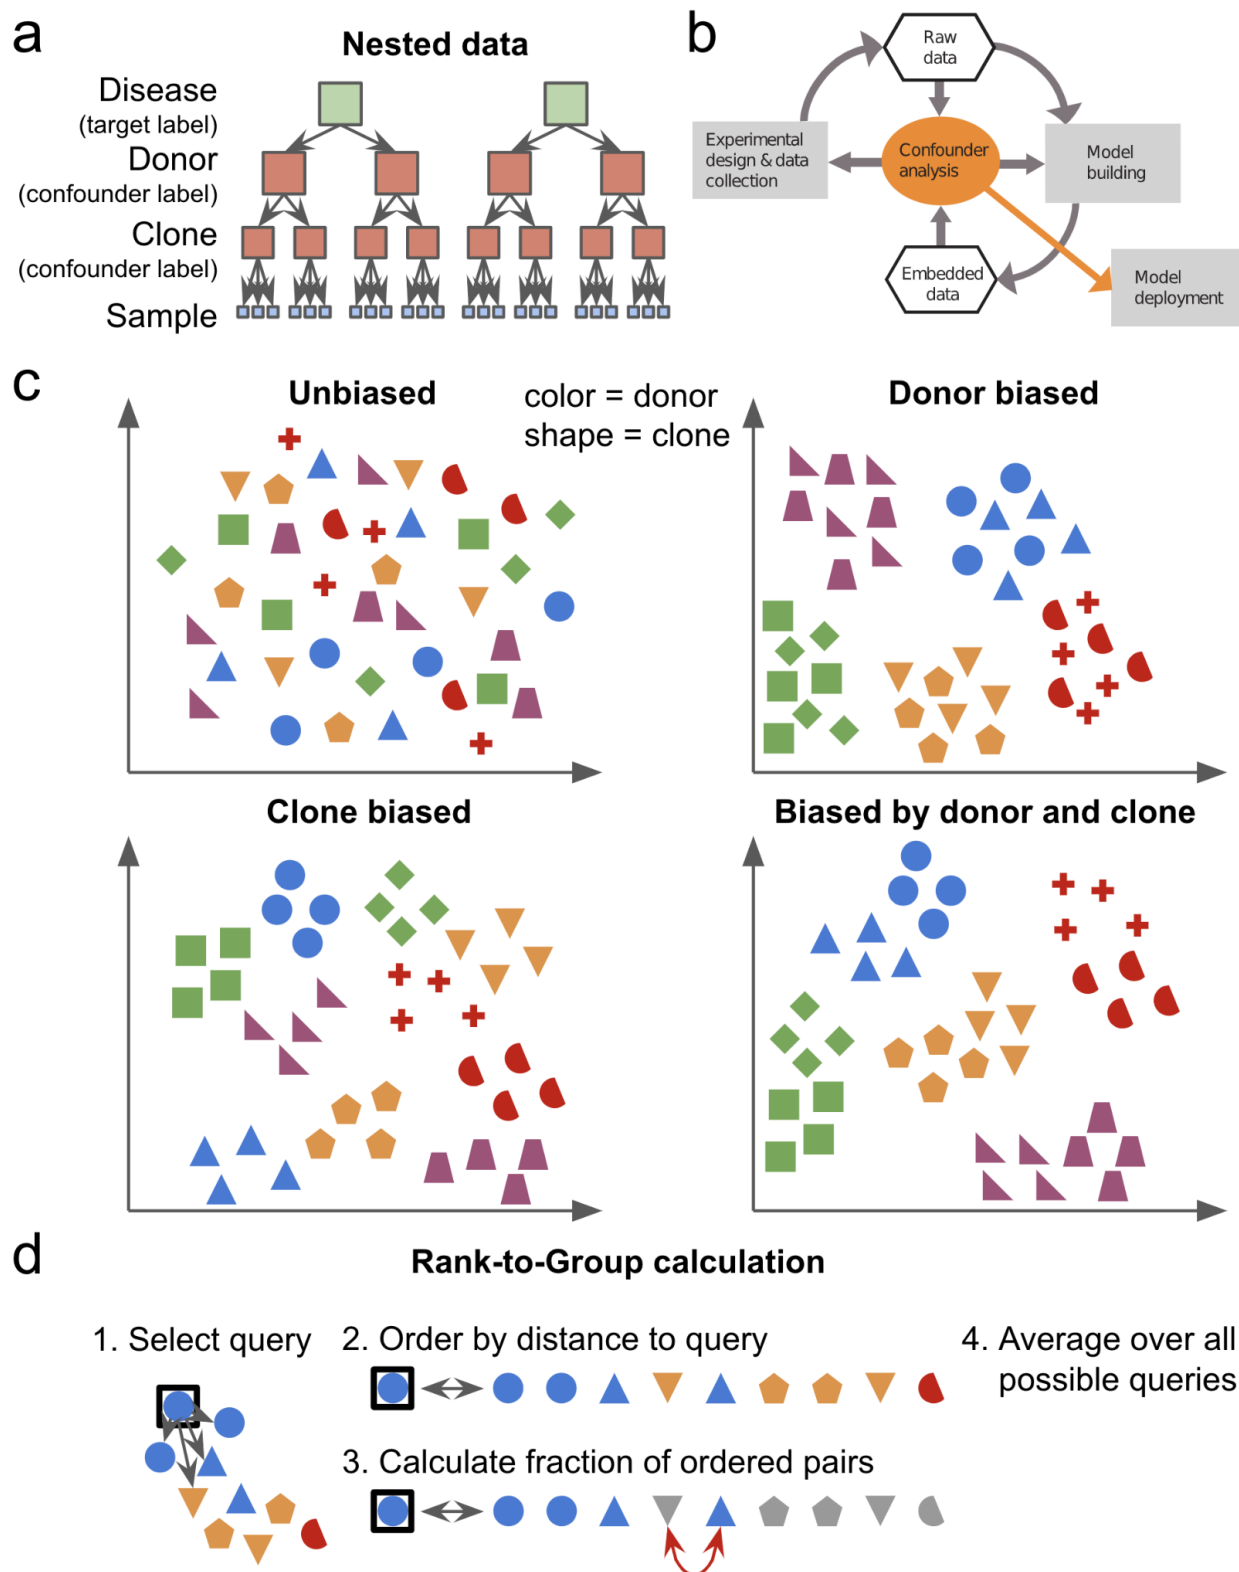 a
Nested data
Disease
(target label)
Donor
(confounder label)
Clone
(confounder label)
Sample
b
Raw
data
Experimental
design & data
collection
Confounder
analysis
Model
building
Embedded
data
Model
deployment
c
Unbiased
color = donor
shape = clone
Donor biased
Clone biased
Biased by donor and clone
d
Rank-to-Group calculation
1. Select query
2. Order by distance to query
3. Calculate fraction of ordered pairs
4. Average over all
possible queries